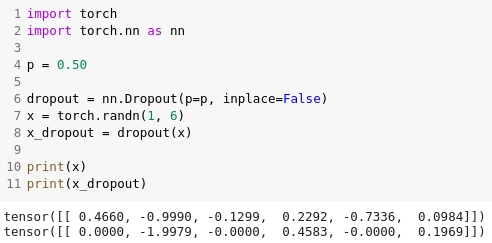 1 import torch
2 import torch.nn as nn
3
4 p = 0.50
5
6 dropout = nn.Dropout(p=p, inplace=False)
7 x = torch.randn(1, 6)
8 x_dropout = dropout(x)
9
10 print(x)
11 print(x_dropout)
tensor([[ 0.4660, -0.9990, -0.1299,  0.2292, -0.7336,  0.0984]])
tensor([[ 0.0000, -1.9979, -0.0000,  0.4583, -0.0000,  0.1969]])